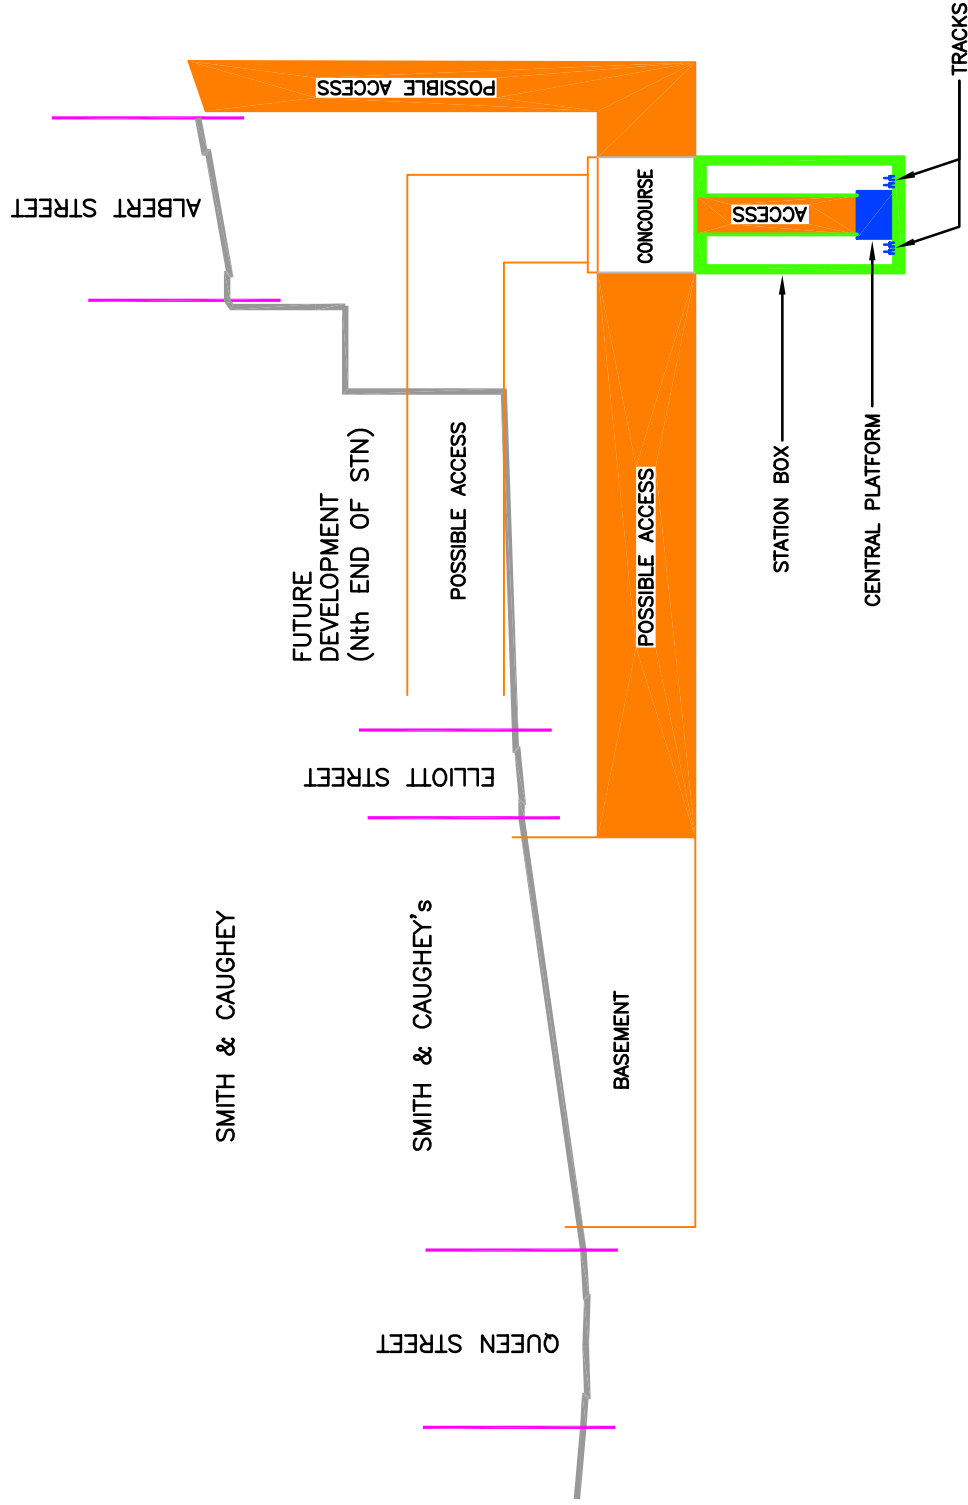 SMITH & CAUGHEY
FUTURE
DEVELOPMENT
(Nth END OF STN)
SMITH & CAUGHEY's
POSSIBLE ACCESS
BASEMENT
POSSIBLE ACCESS
CONCOURSE
STATION BOX
CENTRAL PLATFORM
TRACKS
QUEEN STREET
ELLIOTT STREET
ALBERT STREET
POSSIBLE ACCESS
ACCESS